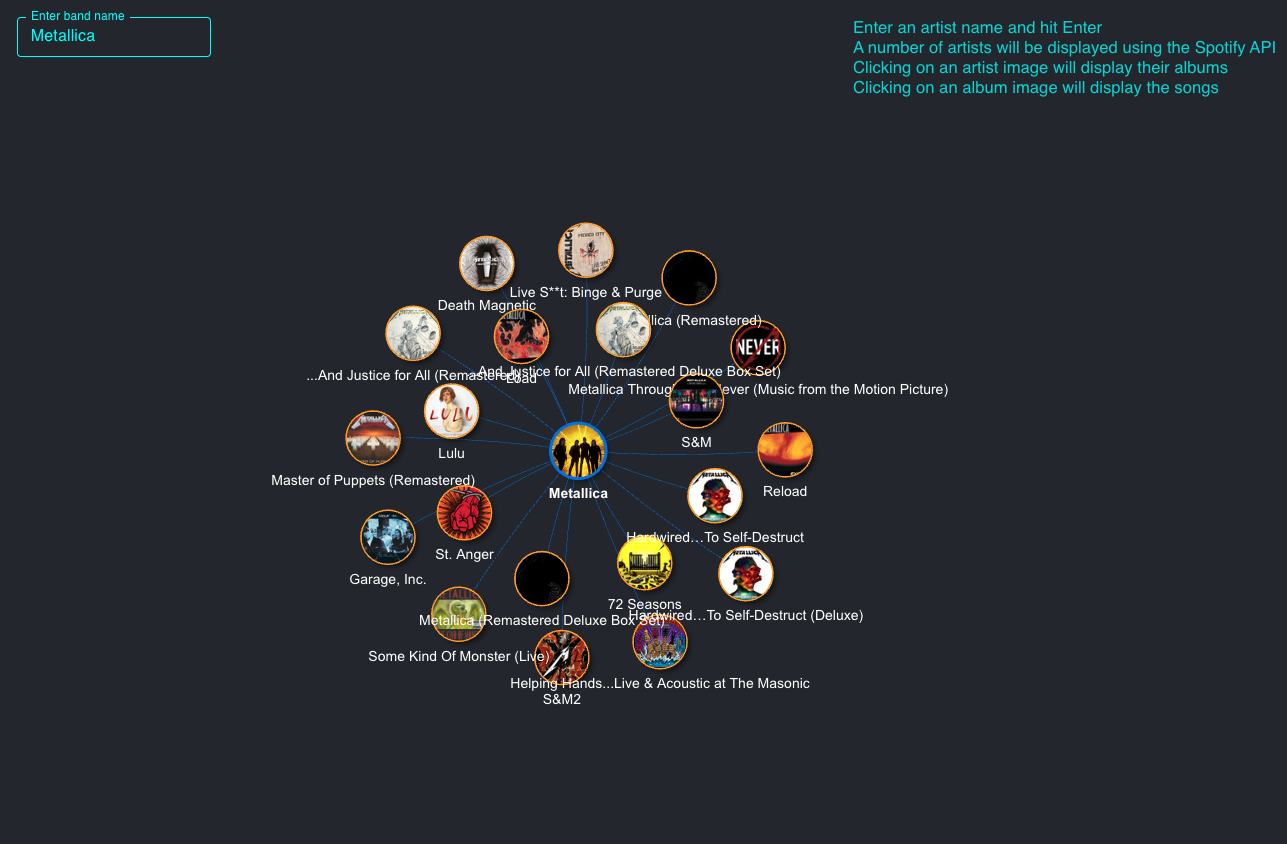 Enter band name
Metallica
Enter an artist name and hit Enter
A number of artists will be displayed using the Spotify API
Clicking on an artist image will display their albums
Clicking on an album image will display the songs
Live S**t: Binge & Purge
Death Magnetic
(Remastered)
NEVER
...And Justice for All (Remastered)
Load
And Justice for All (Remastered Deluxe Box Set)
Metallica (Music from the Motion Picture)
LULU
S&M
Lulu
Master of Puppets (Remastered)
Reload
Metallica
Hardwired…To Self-Destruct
St. Anger
Garage, Inc.
72 Seasons
Hardwired…To Self-Destruct (Deluxe)
Metallica (Remastered Deluxe Box Set)
Some Kind Of Monster (Live)
Helping Hands...Live & Acoustic at The Masonic
S&M2